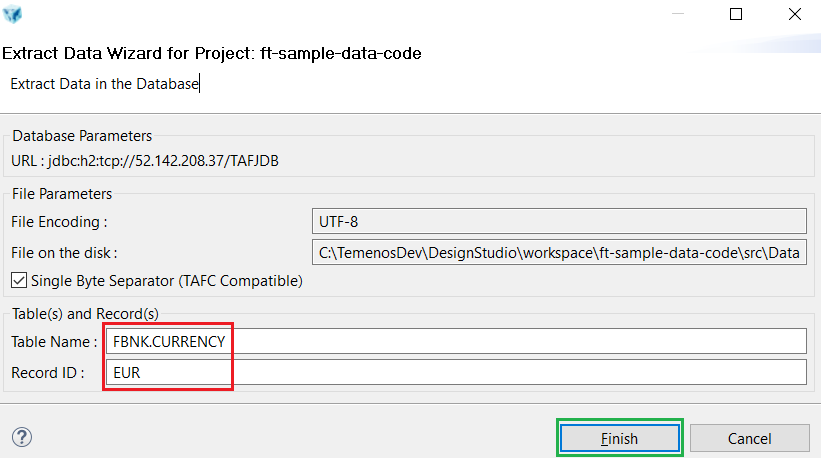 Extract Data Wizard for Project: ft-sample-data-code
Extract Data in the Database
Database Parameters
URL : jdbc:h2:tcp://52.142.208.37/TAFJDB
File Parameters
File Encoding : UTF-8
File on the disk : C:\TemenosDev\DesignStudio\workspace\ft-sample-data-code\src\Data
Single Byte Separator (TAFC Compatible)
Table(s) and Record(s)
Table Name : FBNK.CURRENCY
Record ID : EUR
? Finish Cancel